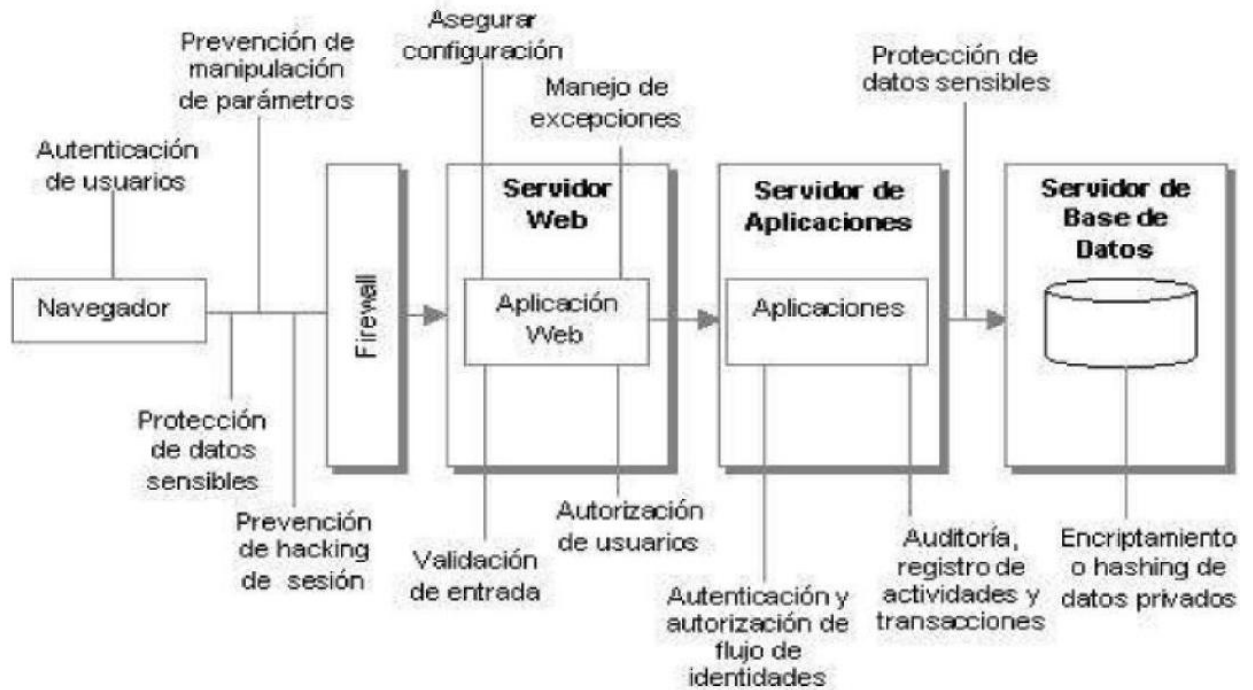 Asegurar
configuración
Prevención de
manipulación
de parámetros
Protección de
datos sensibles
Manejo de
excepciones
Autenticación
de usuarios
Servidor
Web
Servidor de
Aplicaciones
Servidor de
Base de
Datos
Navegador
Firewall
Aplicación
Web
Aplicaciones
Protección
de datos
sensibles
Prevención
de hacking
de sesión
Validación
de entrada
Autorización
de usuarios
Autenticación y
autorización de
flujo de
identidades
Auditoría,
registro de
actividades y
transacciones
Encriptamiento
o hashing de
datos privados